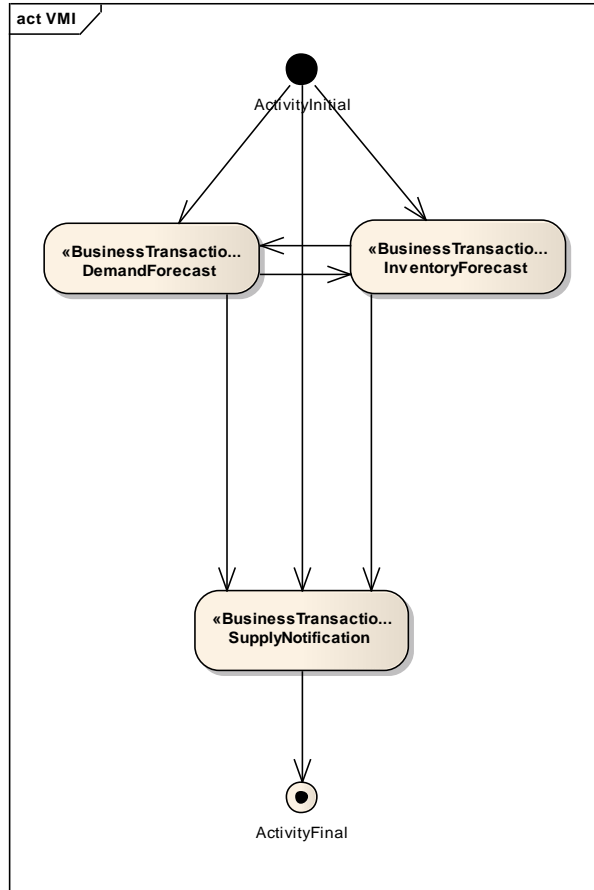 act VMI
ActivityInitial
«BusinessTransactio...
DemandForecast
«BusinessTransactio...
InventoryForecast
«BusinessTransactio...
SupplyNotification
ActivityFinal